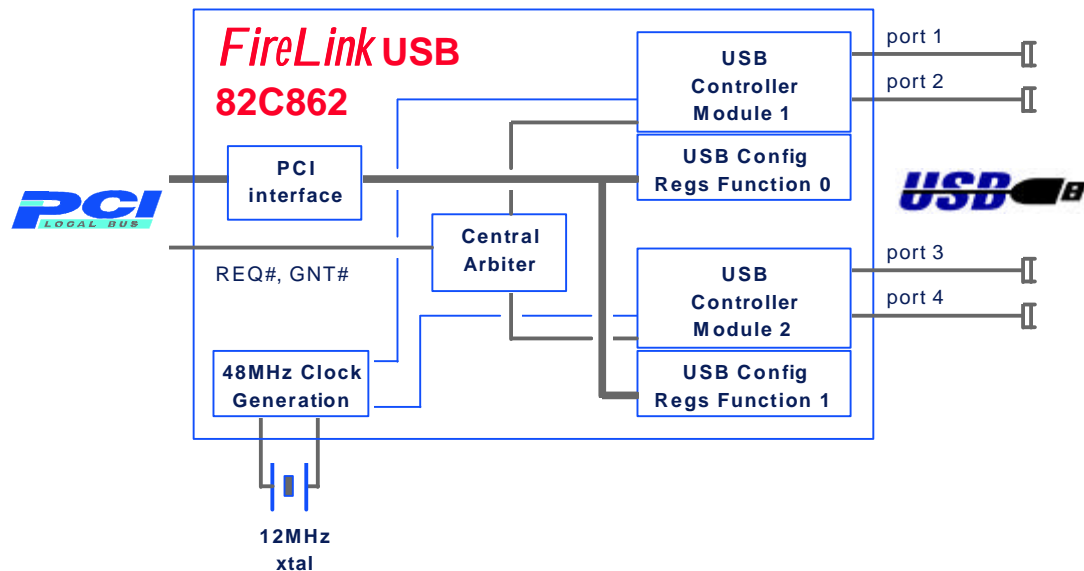 FireLink USB
82C862
PCI
LOCAL BUS
PCI
interface
REQ#, GNT#
Central
Arbiter
48MHz Clock
Generation
12MHz
xtal
USB
Controller
Module 1
USB Config
Regs Function 0
USB
Controller
Module 2
USB Config
Regs Function 1
port 1
port 2
USB
port 3
port 4